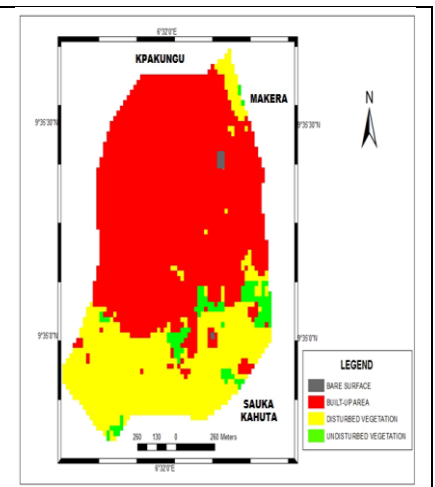 6°32'0"E
KPAKUNGU
MAKERA
N
9°35'30"N
9°35'30"N
9°35'0"N
9°35'0"N
LEGEND
BARE SURFACE
BUILT-UP AREA
DISTURBED VEGETATION
UNDISTURBED VEGETATION
SAUKA
KAHUTA
260 130 0 260 Meters
6°32'0"E